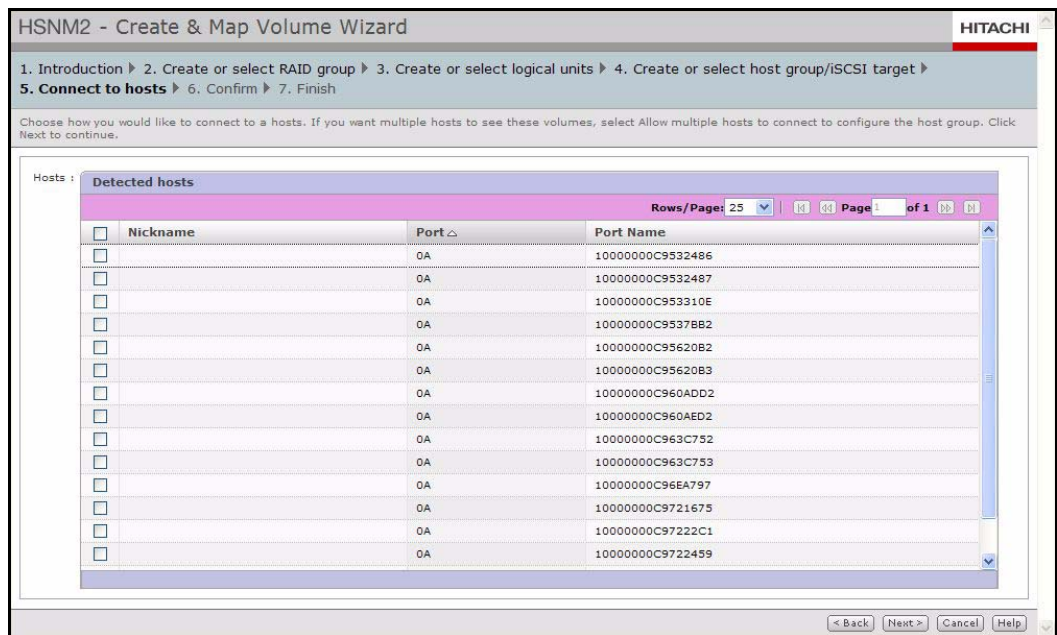 HSNM2 - Create & Map Volume Wizard
HITACHI
1. Introduction 2. Create or select RAID group 3. Create or select logical units 4. Create or select host group/iSCSI target
5. Connect to hosts 6. Confirm 7. Finish
Choose how you would like to connect to a hosts. If you want multiple hosts to see these volumes, select Allow multiple hosts to connect to configure the host group. Click
Next to continue.
Hosts :
Detected hosts
Rows/Page: 25 Page 1 of 1
Nickname Port Port Name
0A 10000000C9532486
0A 10000000C9532487
0A 10000000C953310E
0A 10000000C9537BB2
0A 10000000C95620B2
0A 10000000C95620B3
0A 10000000C960ADD2
0A 10000000C960AED2
0A 10000000C963C752
0A 10000000C963C753
0A 10000000C96EA797
0A 10000000C9721675
0A 10000000C97222C1
0A 10000000C9722459
< Back Next > Cancel Help